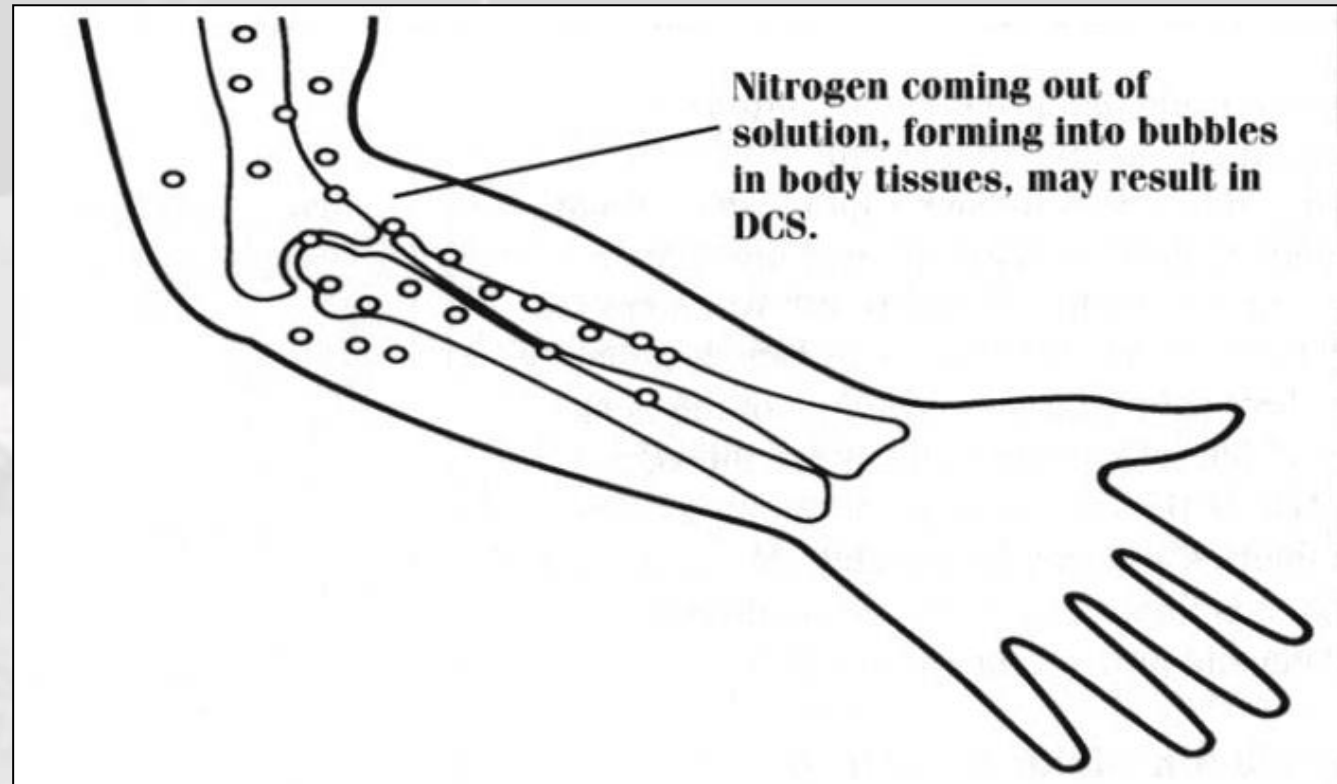 Nitrogen coming out of
solution, forming into bubbles
in body tissues, may result in
DCS.